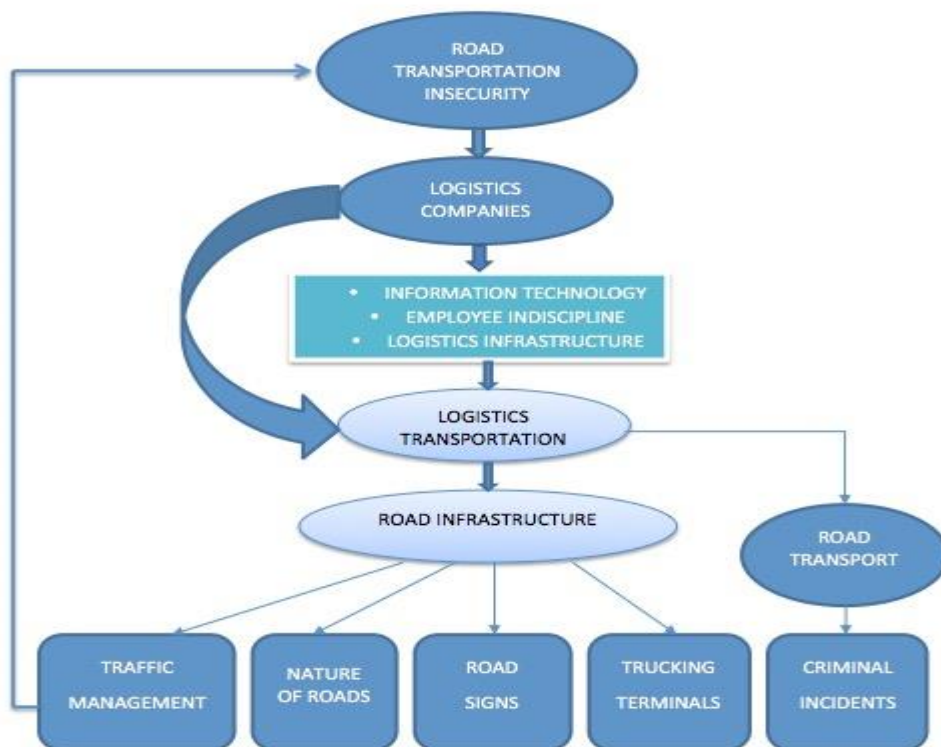 ROAD
TRANSPORTATION
INSECURITY
LOGISTICS
COMPANIES
• INFORMATION TECHNOLOGY
• EMPLOYEE INDISCIPLINE
• LOGISTICS INFRASTRUCTURE
LOGISTICS
TRANSPORTATION
ROAD INFRASTRUCTURE
ROAD
TRANSPORT
TRAFFIC
MANAGEMENT
NATURE
OF ROADS
ROAD
SIGNS
TRUCKING
TERMINALS
CRIMINAL
INCIDENTS